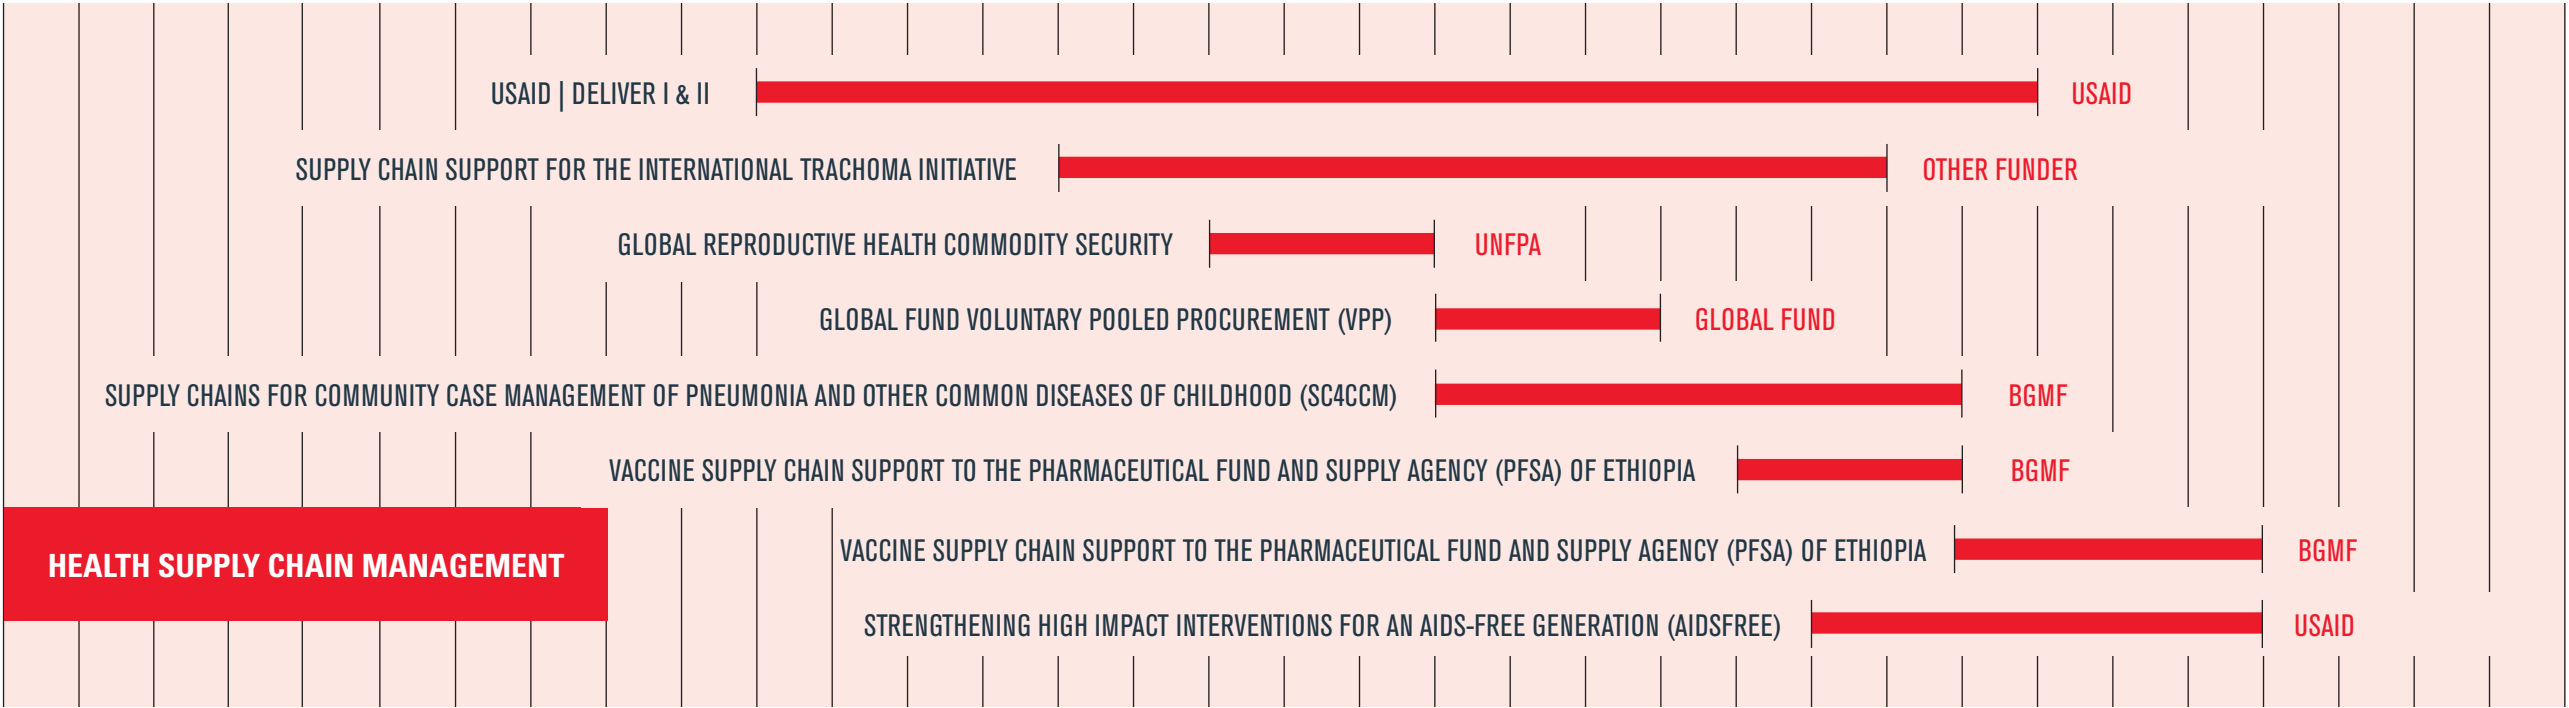 USAID | DELIVER I & II
USAID
SUPPLY CHAIN SUPPORT FOR THE INTERNATIONAL TRACHOMA INITIATIVE
OTHER FUNDER
GLOBAL REPRODUCTIVE HEALTH COMMODITY SECURITY
UNFPA
GLOBAL FUND VOLUNTARY POOLED PROCUREMENT (VPP)
GLOBAL FUND
SUPPLY CHAINS FOR COMMUNITY CASE MANAGEMENT OF PNEUMONIA AND OTHER COMMON DISEASES OF CHILDHOOD (SC4CCM)
BGMF
VACCINE SUPPLY CHAIN SUPPORT TO THE PHARMACEUTICAL FUND AND SUPPLY AGENCY (PFSA) OF ETHIOPIA
BGMF
HEALTH SUPPLY CHAIN MANAGEMENT
VACCINE SUPPLY CHAIN SUPPORT TO THE PHARMACEUTICAL FUND AND SUPPLY AGENCY (PFSA) OF ETHIOPIA
BGMF
STRENGTHENING HIGH IMPACT INTERVENTIONS FOR AN AIDS-FREE GENERATION (AIDSFREE)
USAID